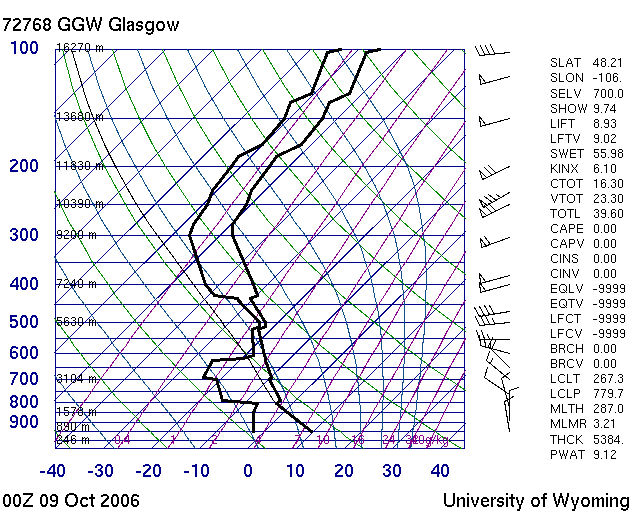 72768 GGW Glasgow
100 16270 m
SLAT 48.21
SLON -106.
SELV 700.0
13680 m
SHOW 9.74
LIFT 8.93
LFTV 9.02
SWET 55.98
200 11830 m
KINX 6.10
CTOT 16.30
VTOT 23.30
10390 m
TOTL 39.60
CAPE 0.00
300 9200 m
CAPV 0.00
CINS 0.00
CINV 0.00
400 7240 m
EQLV -9999
EQTV -9999
LFCT -9999
500 5630 m
LFCV -9999
BRCH 0.00
600
BRCV 0.00
700 3104 m
LCLT 267.3
LCLP 779.7
800 1578 m
MLTH 287.0
MLMR 3.21
900
THCK 5384.
PWAT 9.12
0.4 1 2 4 7 10 16 24 g/kg
-40 -30 -20 -10 0 10 20 30 40
00Z 09 Oct 2006
University of Wyoming